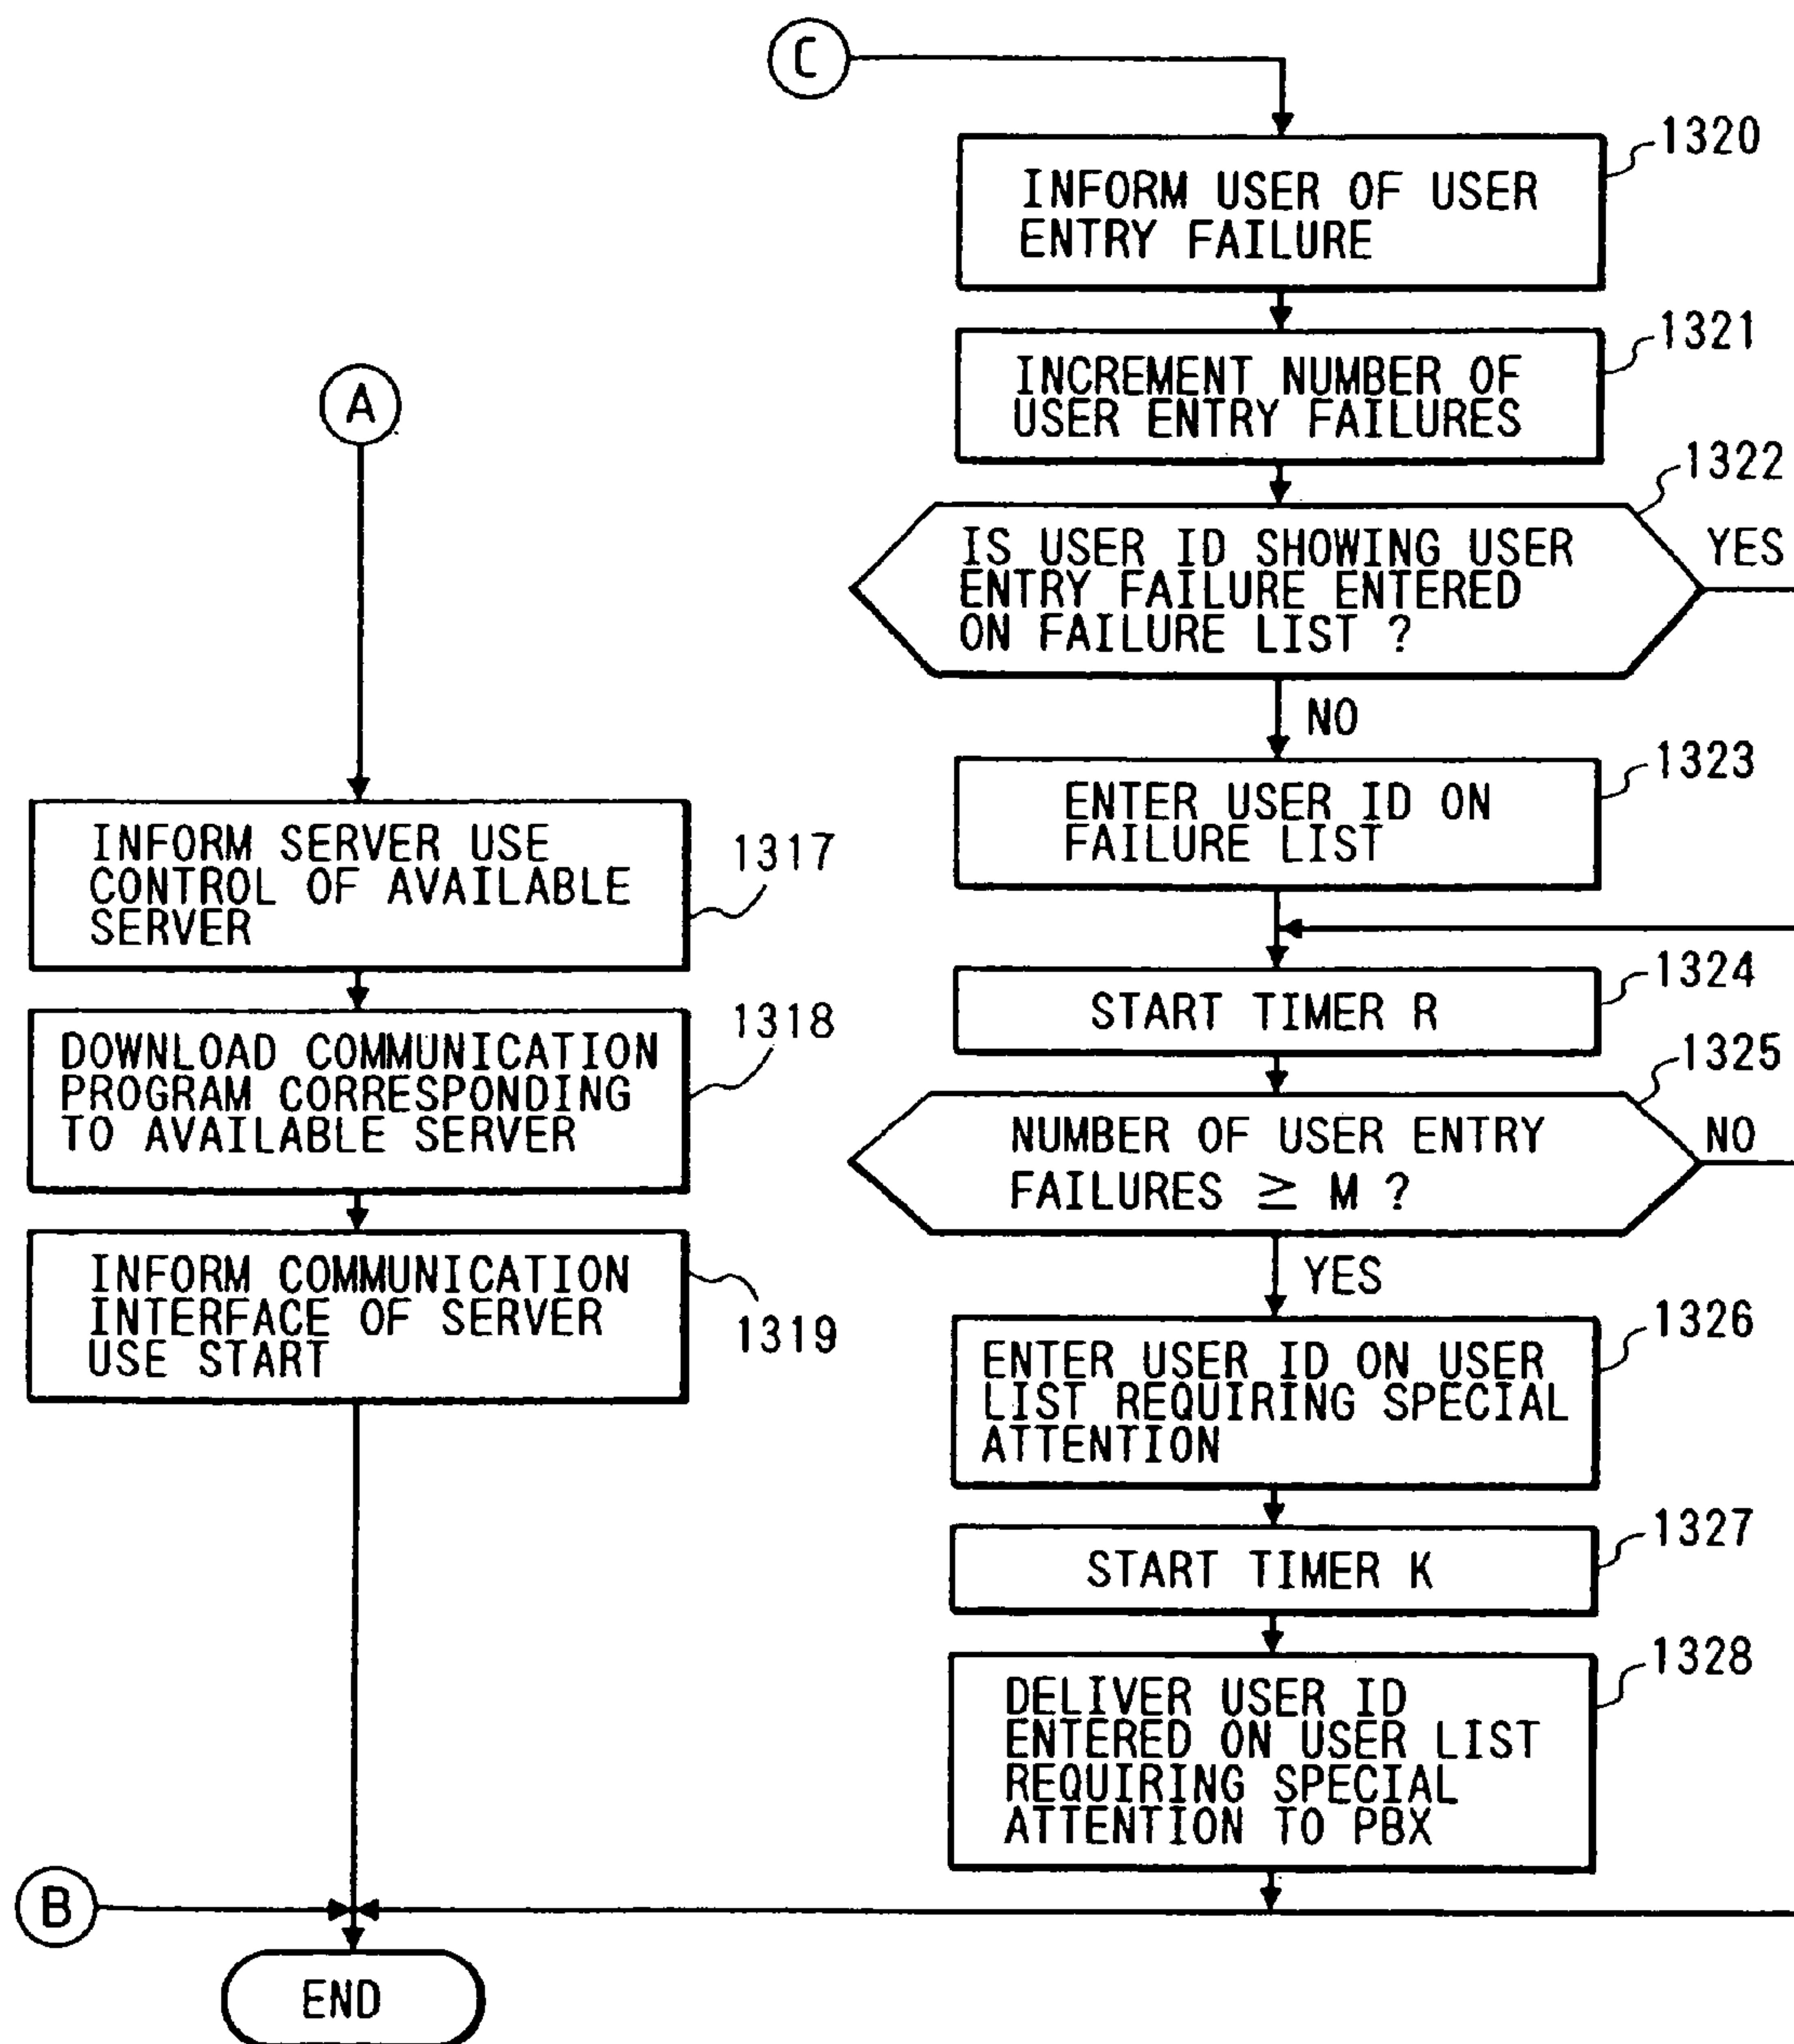 C
1320
INFORM USER OF USER
ENTRY FAILURE
1321
INCREMENT NUMBER OF
USER ENTRY FAILURES
1322
IS USER ID SHOWING USER
ENTRY FAILURE ENTERED
ON FAILURE LIST ?
YES
NO
1323
ENTER USER ID ON
FAILURE LIST
1324
START TIMER R
1325
NUMBER OF USER ENTRY
FAILURES ≥ M ?
NO
YES
1326
ENTER USER ID ON USER
LIST REQUIRING SPECIAL
ATTENTION
1327
START TIMER K
1328
DELIVER USER ID
ENTERED ON USER LIST
REQUIRING SPECIAL
ATTENTION TO PBX
A
INFORM SERVER USE
CONTROL OF AVAILABLE
SERVER
1317
DOWNLOAD COMMUNICATION
PROGRAM CORRESPONDING
TO AVAILABLE SERVER
1318
INFORM COMMUNICATION
INTERFACE OF SERVER
USE START
1319
B
END